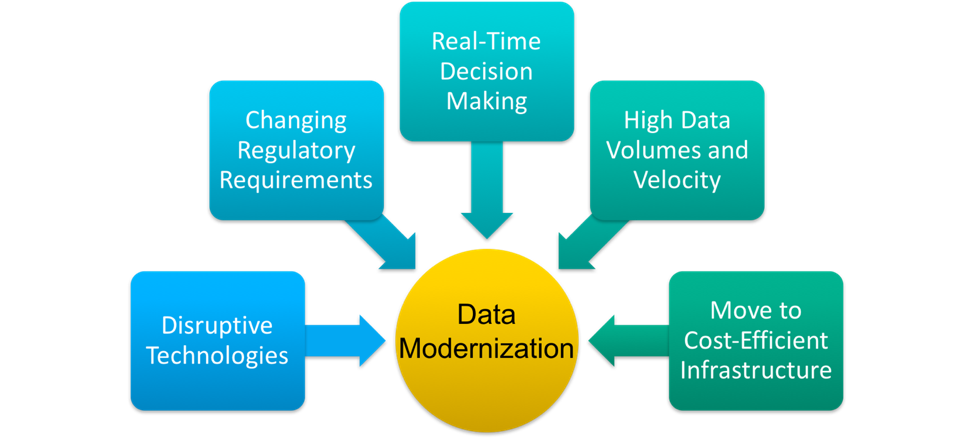 Real-Time
Decision
Making
Changing
Regulatory
Requirements
High Data
Volumes and
Velocity
Disruptive
Technologies
Data
Modernization
Move to
Cost-Efficient
Infrastructure